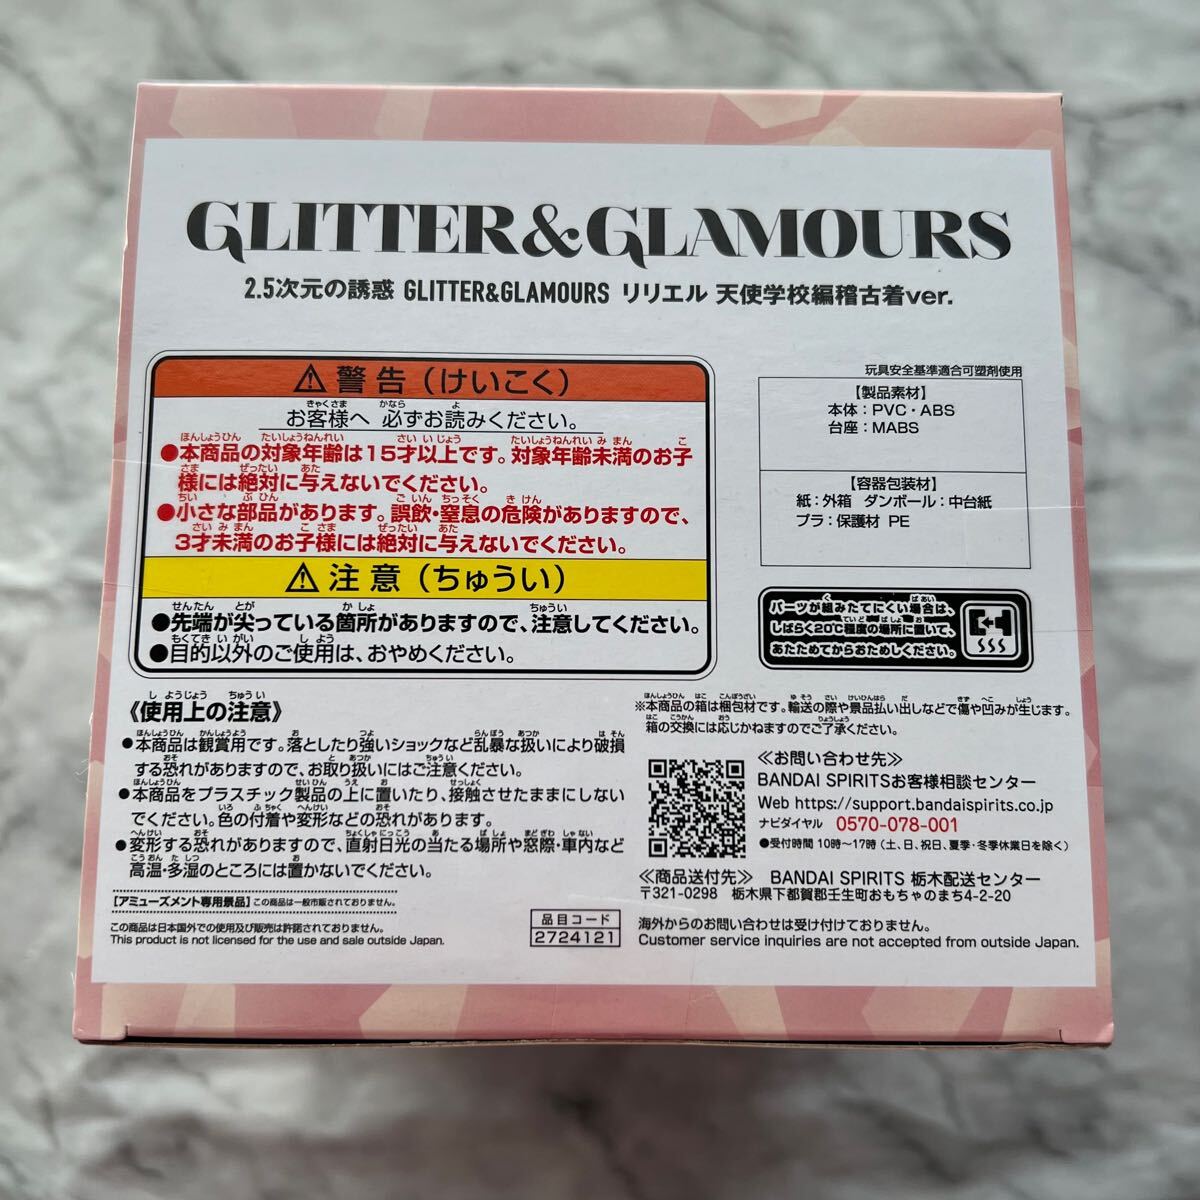 GLITTER&GLAMOURS
2.5次元の誘惑 GLITTER&GLAMOURS リリエル 天使学校編稽古着ver.
⚠警告(けいこく)
お客様へ 必ずお読みください。
●本商品の対象年齢は15才以上です。対象年齢未満のお子
様には絶対に与えないでください。
●小さな部品があります。誤飲・窒息の危険がありますので、
3才未満のお子様には絶対に与えないでください。
⚠注意(ちゅうい)
●先端が尖っている箇所がありますので、注意してください。
●目的以外のご使用は、おやめください。
玩具安全基準適合可塑剤使用
【製品素材】
本体:PVC・ABS
台座:MABS
【容器包装材】
紙:外箱 ダンボール:中台紙
プラ:保護材 PE
パーツが組みたてにくい場合は、
しばらく20℃程度の場所に置いて、
あたためてからおためしください。
《使用上の注意》
●本商品は観賞用です。落としたり強いショックなど乱暴な扱いにより破損
する恐れがありますので、お取り扱いにはご注意ください。
●本商品をプラスチック製品の上に置いたり、接触させたままにしない
でください。色の付着や変形などの恐れがあります。
●変形する恐れがありますので、直射日光の当たる場所や窓際・車内など
高温・多湿のところには置かないでください。
【アミューズメント専用景品】この商品は一般市販されておりません。
この商品は日本国外での使用及び販売は許諾されておりません。
This product is not licensed for the use and sale outside Japan.
品目コード
2724121
※本商品の箱は梱包材です。輸送の際や景品払い出しなどで傷や凹みが生じます。
箱の交換には応じかねますのでご了承ください。
≪お問い合わせ先≫
BANDAI SPIRITSお客様相談センター
Web https://support.bandaispirits.co.jp
ナビダイヤル 0570-078-001
●受付時間 10時〜17時(土、日、祝日、夏季・冬季休業日を除く)
≪商品送付先≫ BANDAI SPIRITS 栃木配送センター
〒321-0298 栃木県下都賀郡壬生町おもちゃのまち4-2-20
海外からのお問い合わせは受け付けておりません。
Customer service inquiries are not accepted from outside Japan.